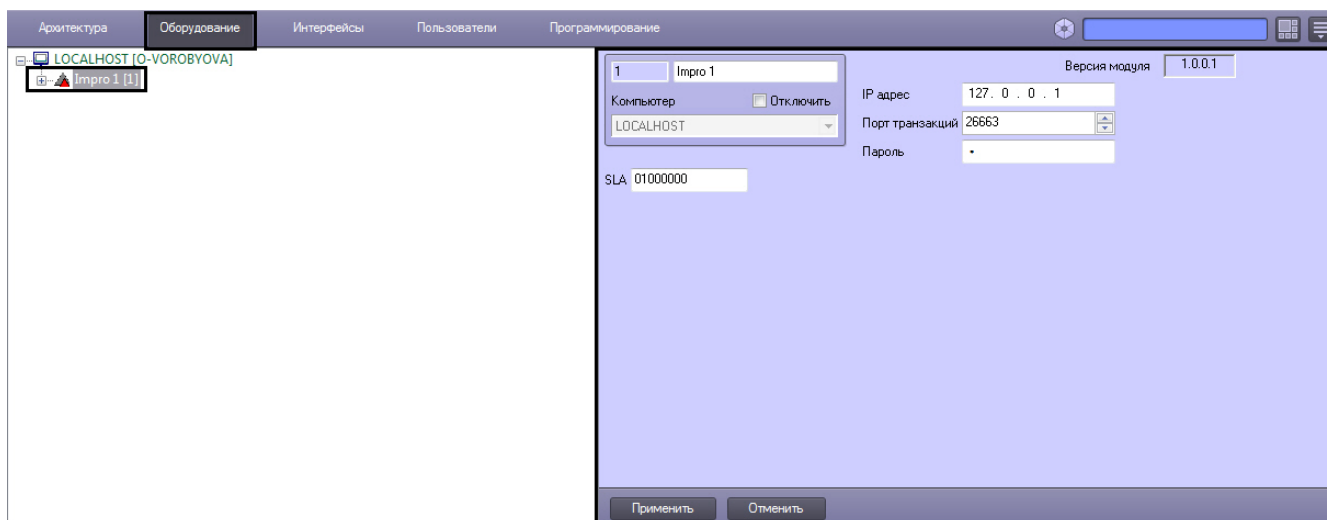 Архитектура Оборудование Интерфейсы Пользователи Программирование
LOCALHOST [O-VOROBYOVA]
Impro 1 [1]
1 Impro 1
Компьютер Отключить
LOCALHOST
SLA 01000000
Версия модуля 1.0.0.1
IP адрес 127. 0 . 0 . 1
Порт транзакций 26663
Пароль •
Применить Отменить